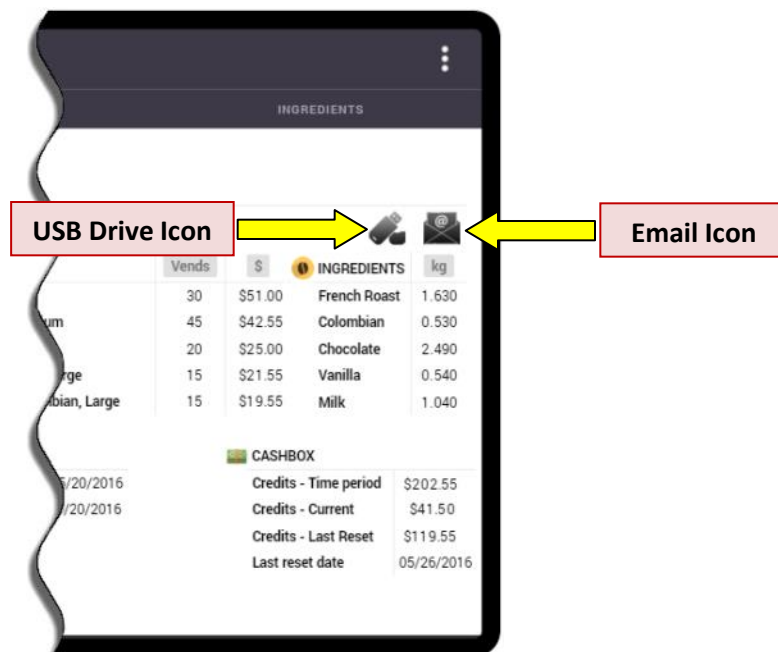 INGREDIENTS
USB Drive Icon
Email Icon
@
Vends $ INGREDIENTS kg
30 $51.00 French Roast 1.630
um 45 $42.55 Colombian 0.530
20 $25.00 Chocolate 2.490
rge 15 $21.55 Vanilla 0.540
bian, Large 15 $19.55 Milk 1.040
CASHBOX
5/20/2016 Credits - Time period $202.55
/20/2016 Credits - Current $41.50
Credits - Last Reset $119.55
Last reset date 05/26/2016